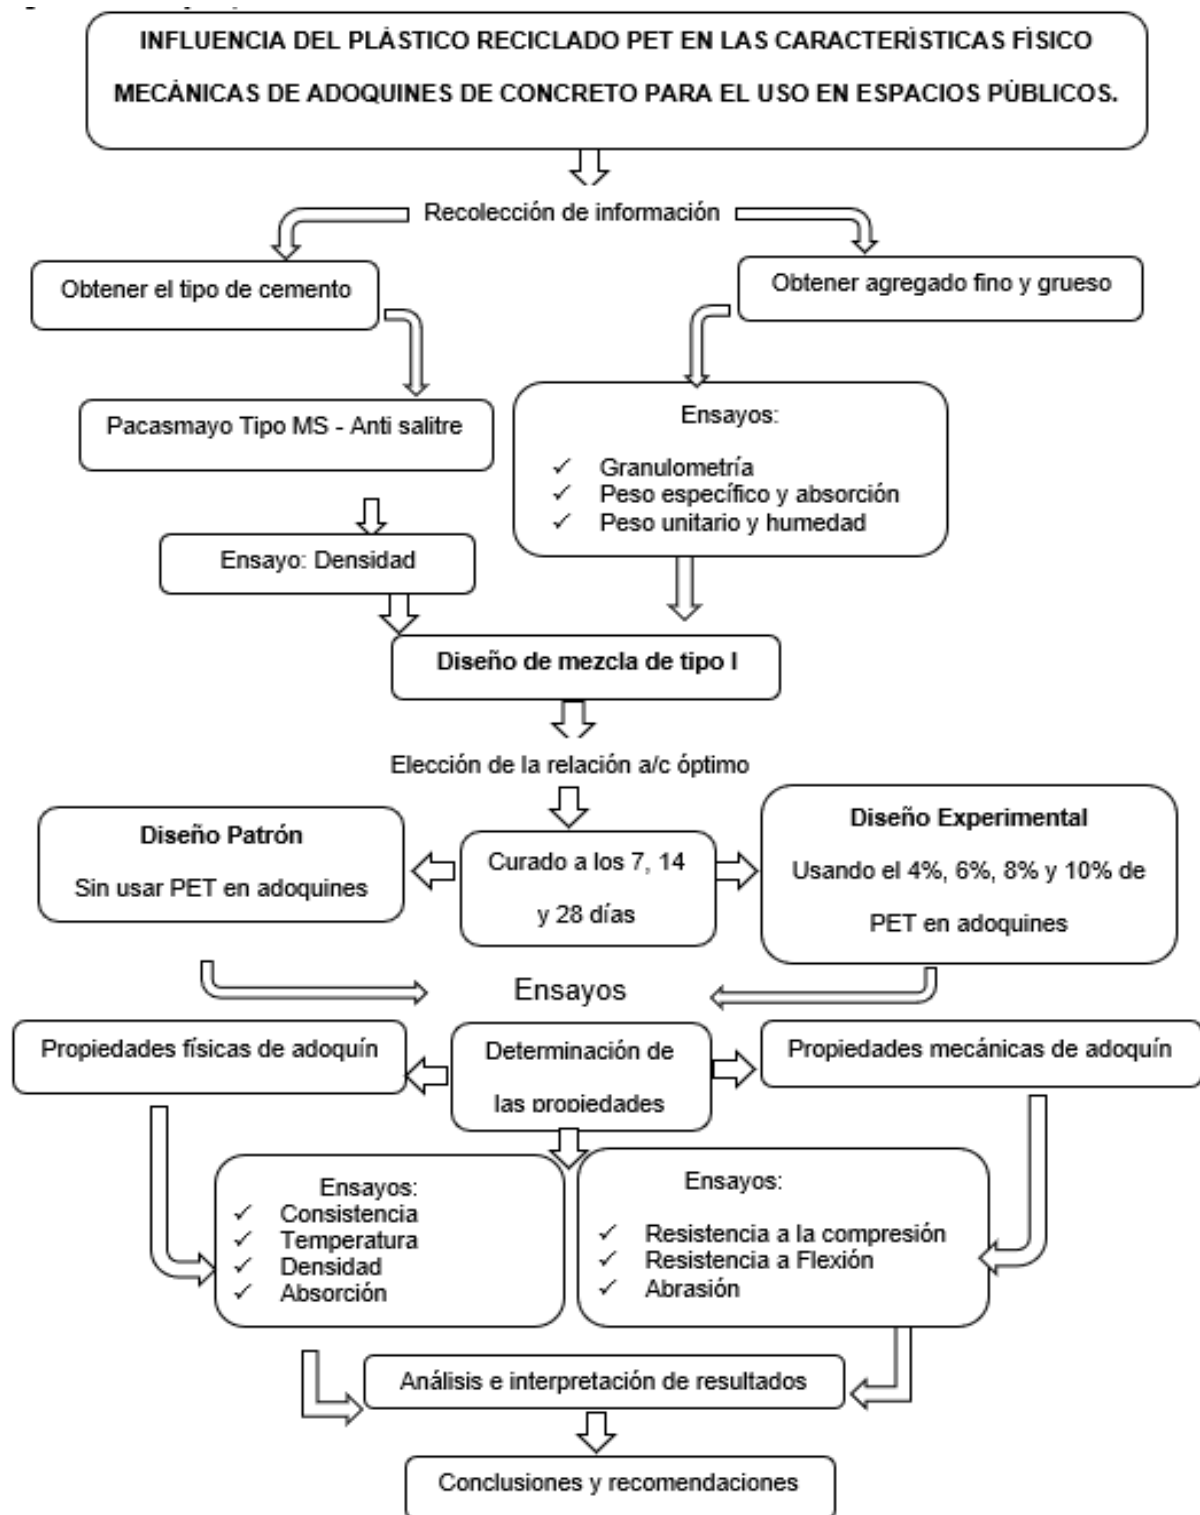 INFLUENCIA DEL PLÁSTICO RECICLADO PET EN LAS CARACTERÌSTICAS FÌSICO
MECÁNICAS DE ADOQUINES DE CONCRETO PARA EL USO EN ESPACIOS PÚBLICOS.
Recolección de información
Obtener el tipo de cemento
Obtener agregado fino y grueso
Pacasmayo Tipo MS - Anti salitre
Ensayos:
✓ Granulometría
✓ Peso específico y absorción
✓ Peso unitario y humedad
Ensayo: Densidad
Diseño de mezcla de tipo I
Elección de la relación a/c óptimo
Diseño Patrón
Sin usar PET en adoquines
Curado a los 7, 14
y 28 días
Diseño Experimental
Usando el 4%, 6%, 8% y 10% de
PET en adoquines
Ensayos
Propiedades físicas de adoquín
Determinación de
las propiedades
Propiedades mecánicas de adoquín
Ensayos:
✓ Consistencia
✓ Temperatura
✓ Densidad
✓ Absorción
Ensayos:
✓ Resistencia a la compresión
✓ Resistencia a Flexión
✓ Abrasión
Análisis e interpretación de resultados
Conclusiones y recomendaciones